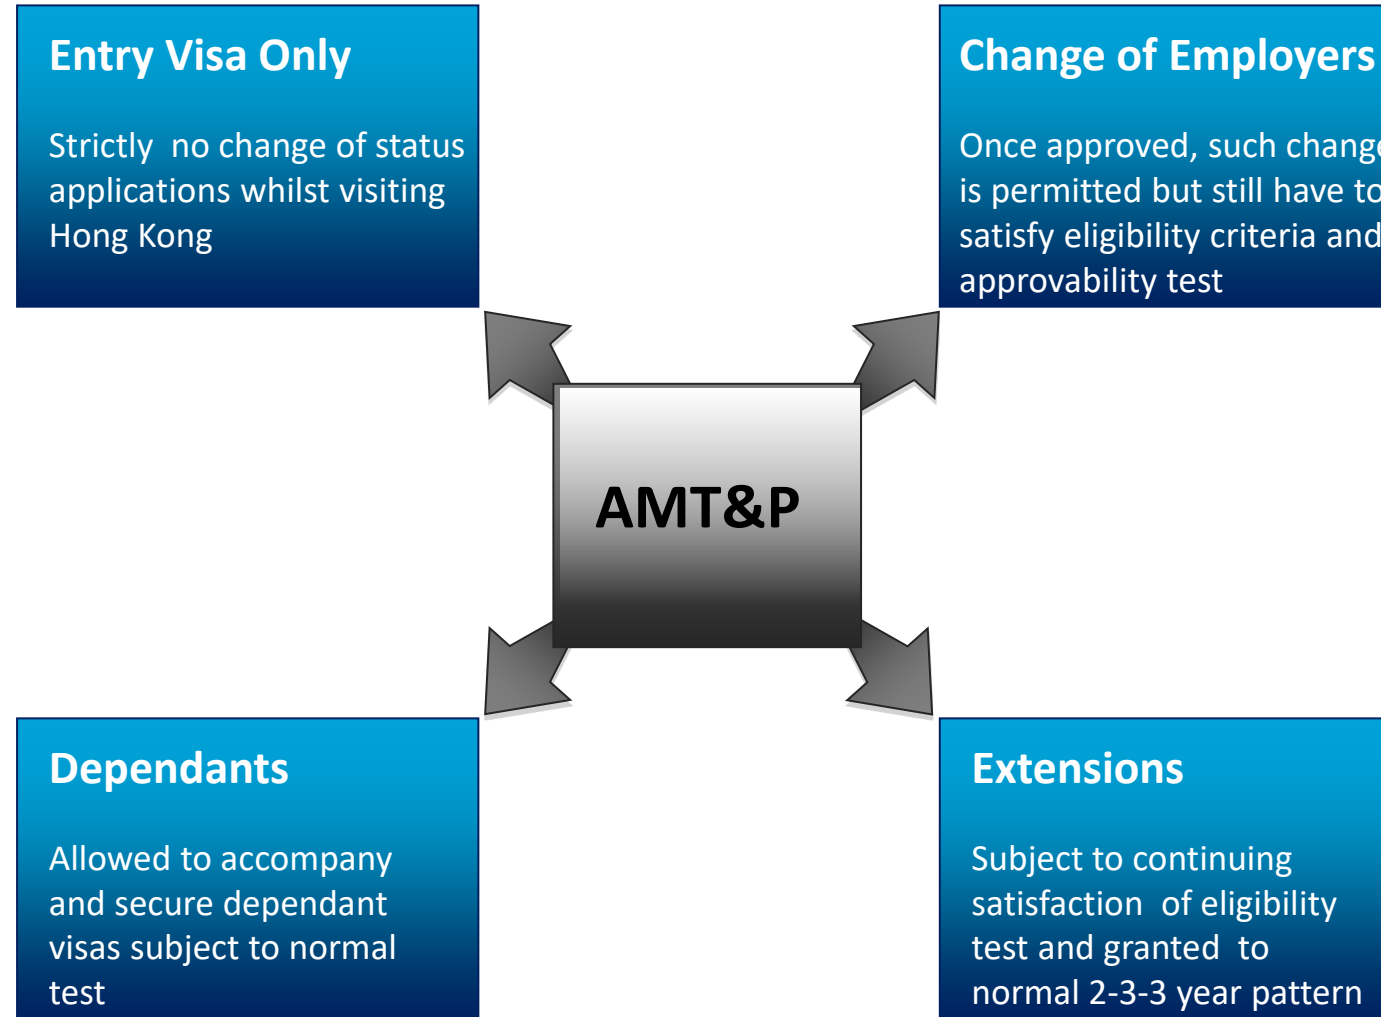 Entry Visa Only
Strictly  no change of status
applications whilst visiting
Hong Kong
Change of Employers
Once approved, such change
is permitted but still have to
satisfy eligibility criteria and
approvability test
AMT&P
Dependants
Allowed to accompany
and secure dependant
visas subject to normal
test
Extensions
Subject to continuing
satisfaction  of eligibility
test and granted  to
normal 2-3-3 year pattern